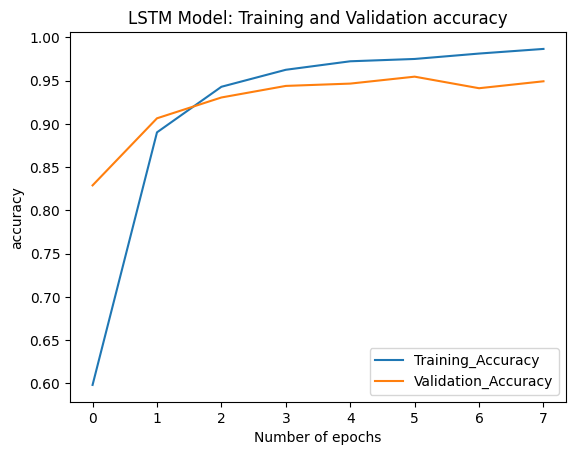 LSTM Model: Training and Validation accuracy
1.00
0.95
0.90
0.85
0.80
0.75
0.70
0.65
0.60
accuracy
Training_Accuracy
Validation_Accuracy
0 1 2 3 4 5 6 7
Number of epochs